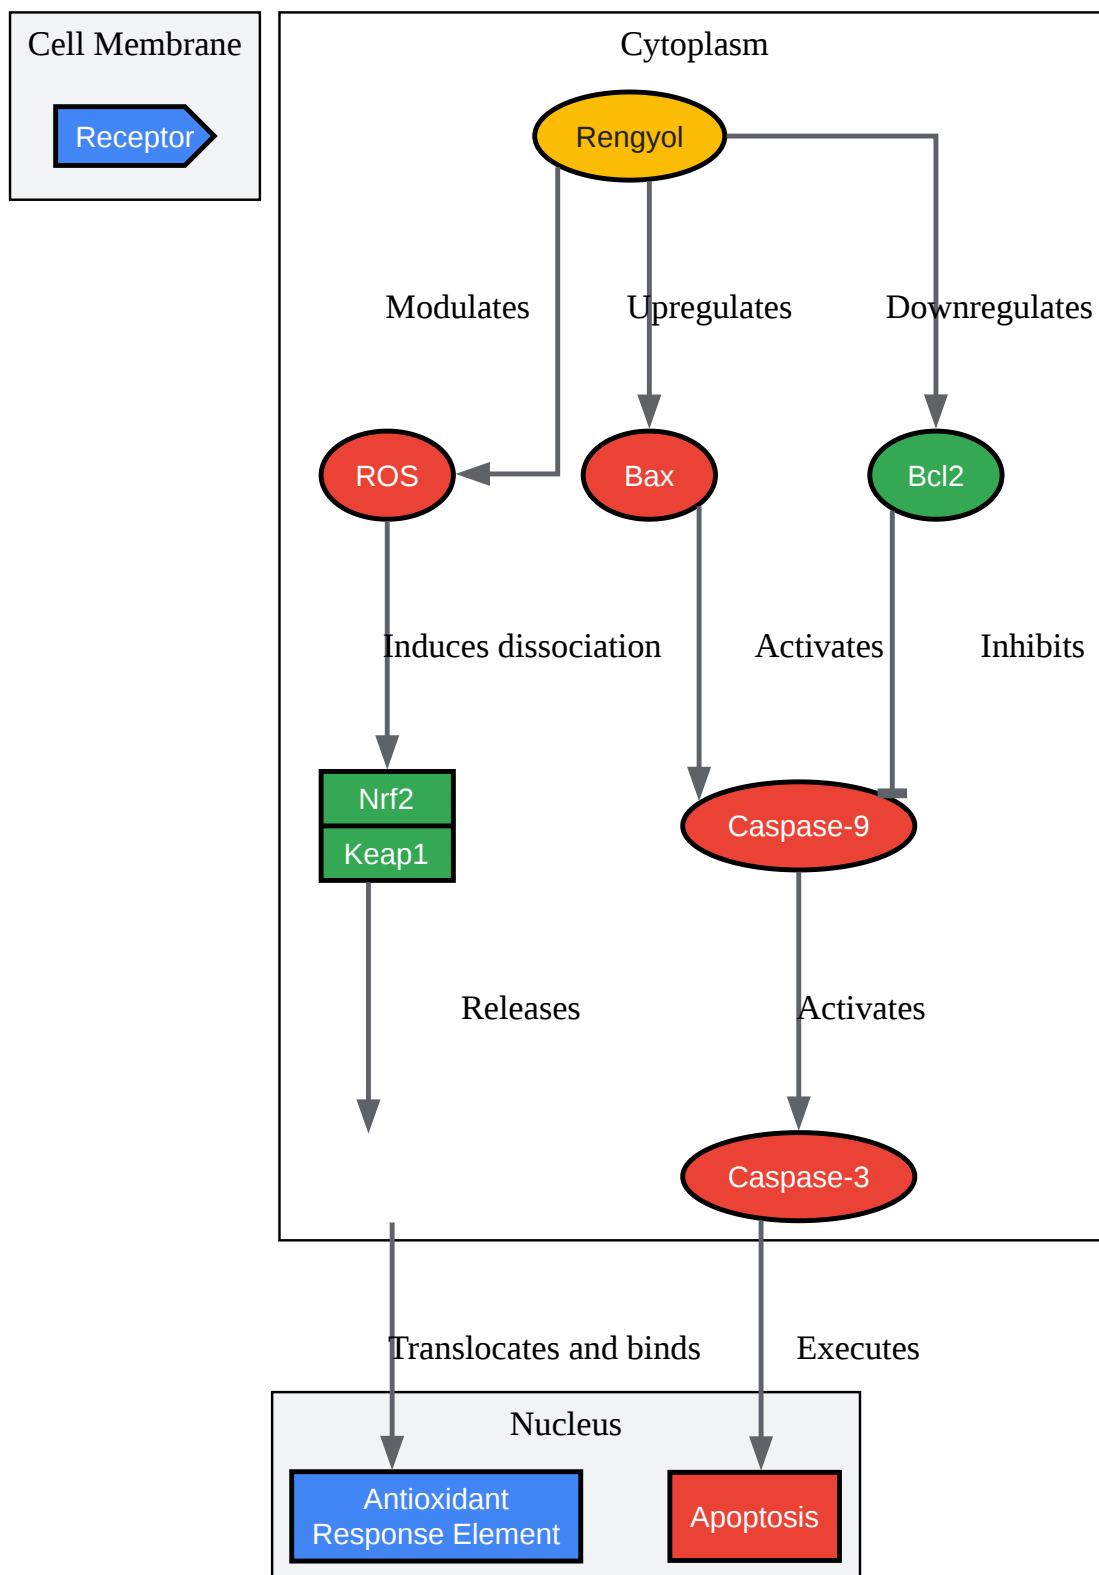 Cell Membrane
Receptor
Cytoplasm
Rengyol
Modulates
Upregulates
Downregulates
ROS
Bax
Bcl2
Induces dissociation
Activates
Inhibits
Nrf2
Keap1
Caspase-9
Releases
Activates
Caspase-3
Translocates and binds
Executes
Nucleus
Antioxidant
Response Element
Apoptosis